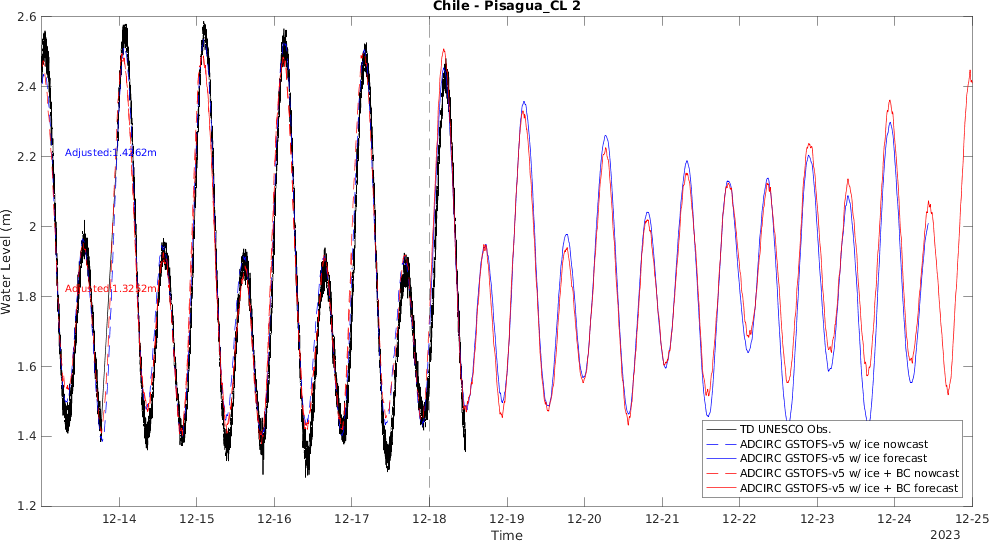 Chile - Pisagua_CL 2
Water Level (m)
2.6
2.4
2.2
2
1.8
1.6
1.4
1.2
Adjusted:1.4262m
Adjusted:1.3252m
TD UNESCO Obs.
ADCIRC GSTOFS-v5 w/ ice nowcast
ADCIRC GSTOFS-v5 w/ ice forecast
ADCIRC GSTOFS-v5 w/ ice + BC nowcast
ADCIRC GSTOFS-v5 w/ ice + BC forecast
12-14 12-15 12-16 12-17 12-18 12-19 12-20 12-21 12-22 12-23 12-24 12-25
Time
2023